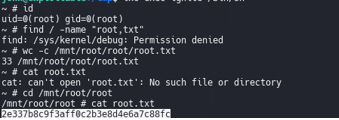 ~ # id
uid=0(root) gid=0(root)
~ # find / -name "root.txt"
find: /sys/kernel/debug: Permission denied
~ # wc -c /mnt/root/root/root.txt
33 /mnt/root/root/root.txt
~ # cat root.txt
cat: can't open 'root.txt': No such file or directory
~ # cd /mnt/root/root
/mnt/root/root # cat root.txt
2e337b8c9f3aff0c2b3e8d4e6a7c88fc